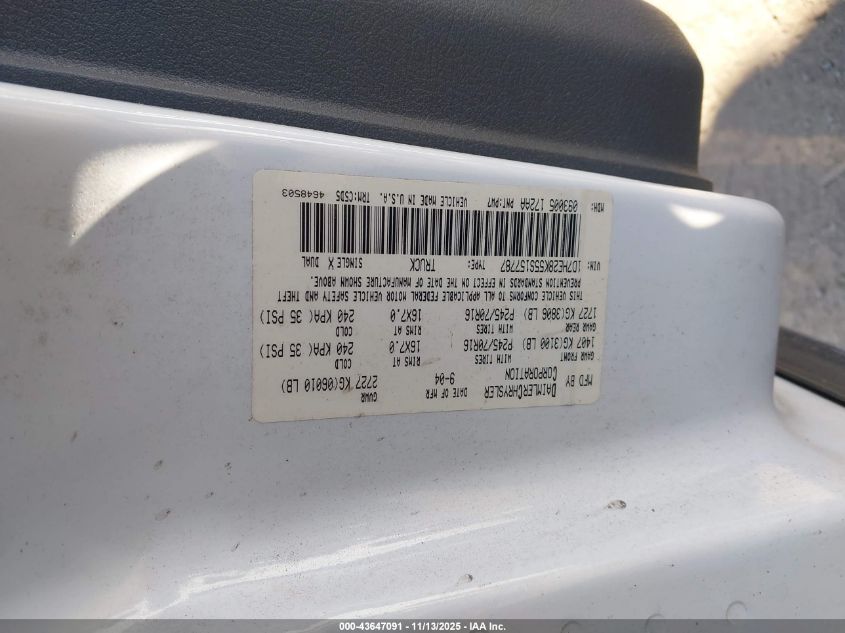 MFD BY DAIMLERCHRYSLER CORPORATION
DATE OF MFR 9-04
GVWR 2727 KG(06010 LB)
GAWR FRONT WITH TIRES RIMS AT COLD
1407 KG(3100 LB) P245/70R16 16X7.0 240 KPA( 35 PSI)
GAWR REAR WITH TIRES RIMS AT COLD
1727 KG(3806 LB) P245/70R16 16X7.0 240 KPA( 35 PSI)
THIS VEHICLE CONFORMS TO ALL APPLICABLE FEDERAL MOTOR VEHICLE SAFETY AND THEFT
PREVENTION STANDARDS IN EFFECT ON THE DATE OF MANUFACTURE SHOWN ABOVE.
VIN: 1D7HE28K55S157787 TYPE: TRUCK SINGLE X DUAL
MDH: 093005 172AA PNT:PW7 VEHICLE MADE IN U.S.A. TRM:C5D5 4648503
000-43647091 - 11/13/2025 - IAA Inc.